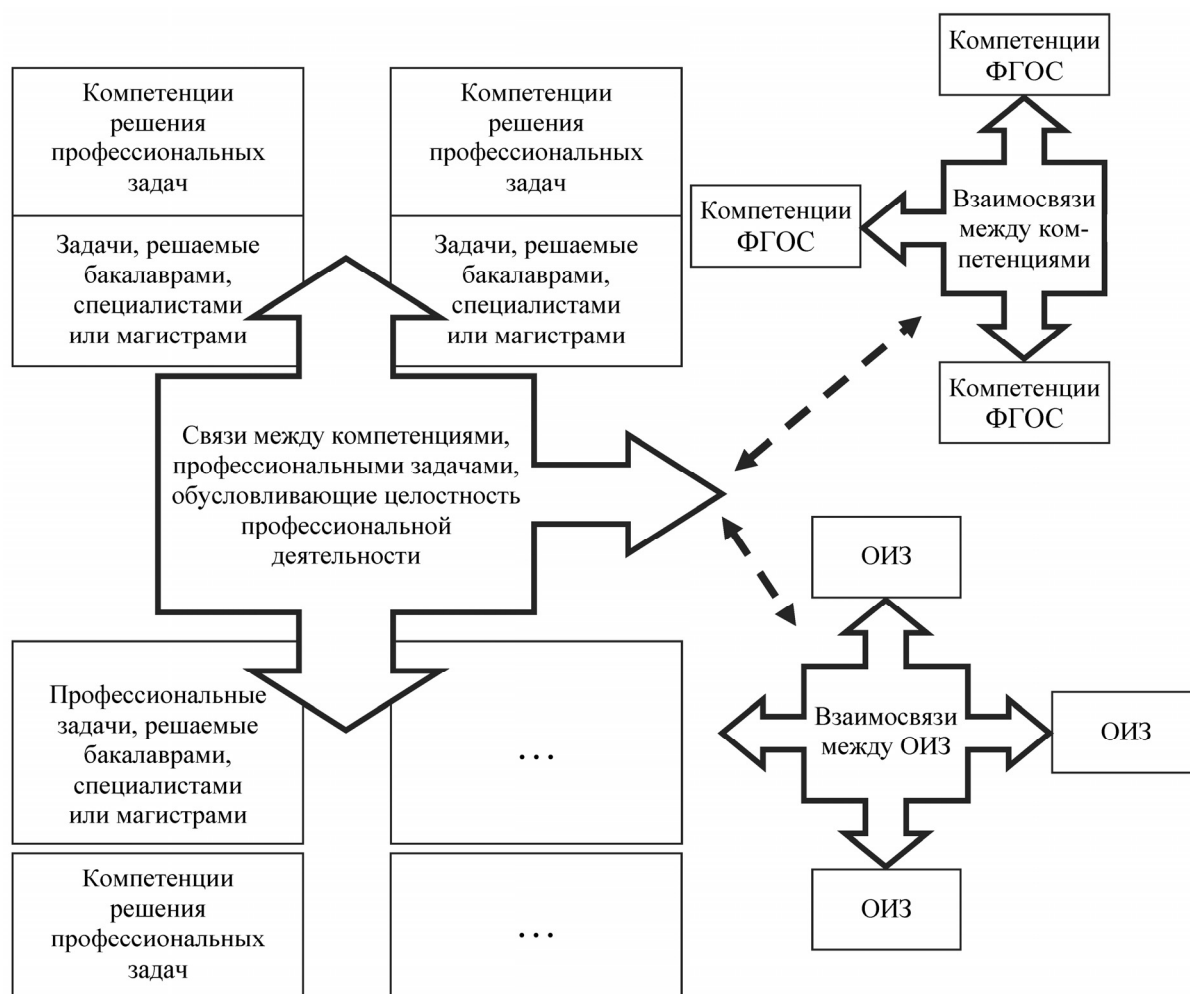 Компетенции
решения
профессиональных
задач
Задачи, решаемые
бакалаврами,
специалистами
или магистрами
Компетенции
решения
профессиональных
задач
Задачи, решаемые
бакалаврами,
специалистами
или магистрами
Компетенции
ФГОС
Компетенции
ФГОС
Взаимосвязи
между ком-
петенциями
Компетенции
ФГОС
Связи между компетенциями,
профессиональными задачами,
обусловливающие целостность
профессиональной
деятельности
ОИЗ
Взаимосвязи
между ОИЗ
ОИЗ
ОИЗ
Профессиональные
задачи, решаемые
бакалаврами,
специалистами
или магистрами
...
Компетенции
решения
профессиональных
задач
...